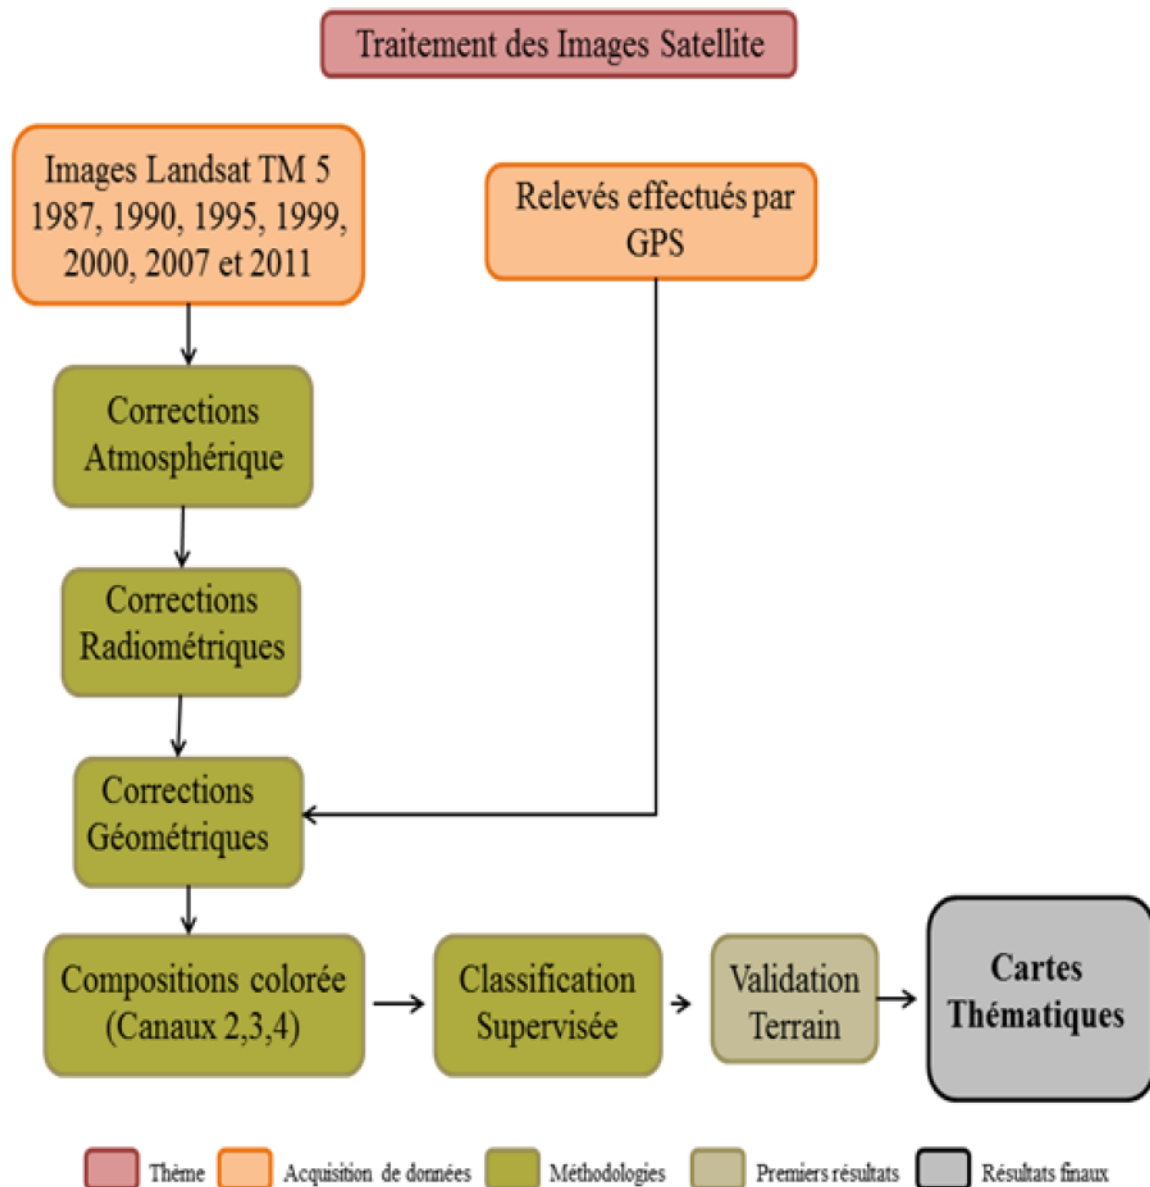 Traitement des Images Satellite
Images Landsat TM 5
1987, 1990, 1995, 1999,
2000, 2007 et 2011
Relevés effectués par
GPS
Corrections
Atmosphérique
Corrections
Radiométriques
Corrections
Géométriques
Compositions colorée
(Canaux 2,3,4)
Classification
Supervisée
Validation
Terrain
Cartes
Thématiques
Thème
Acquisition de données
Méthodologies
Premiers résultats
Résultats finaux